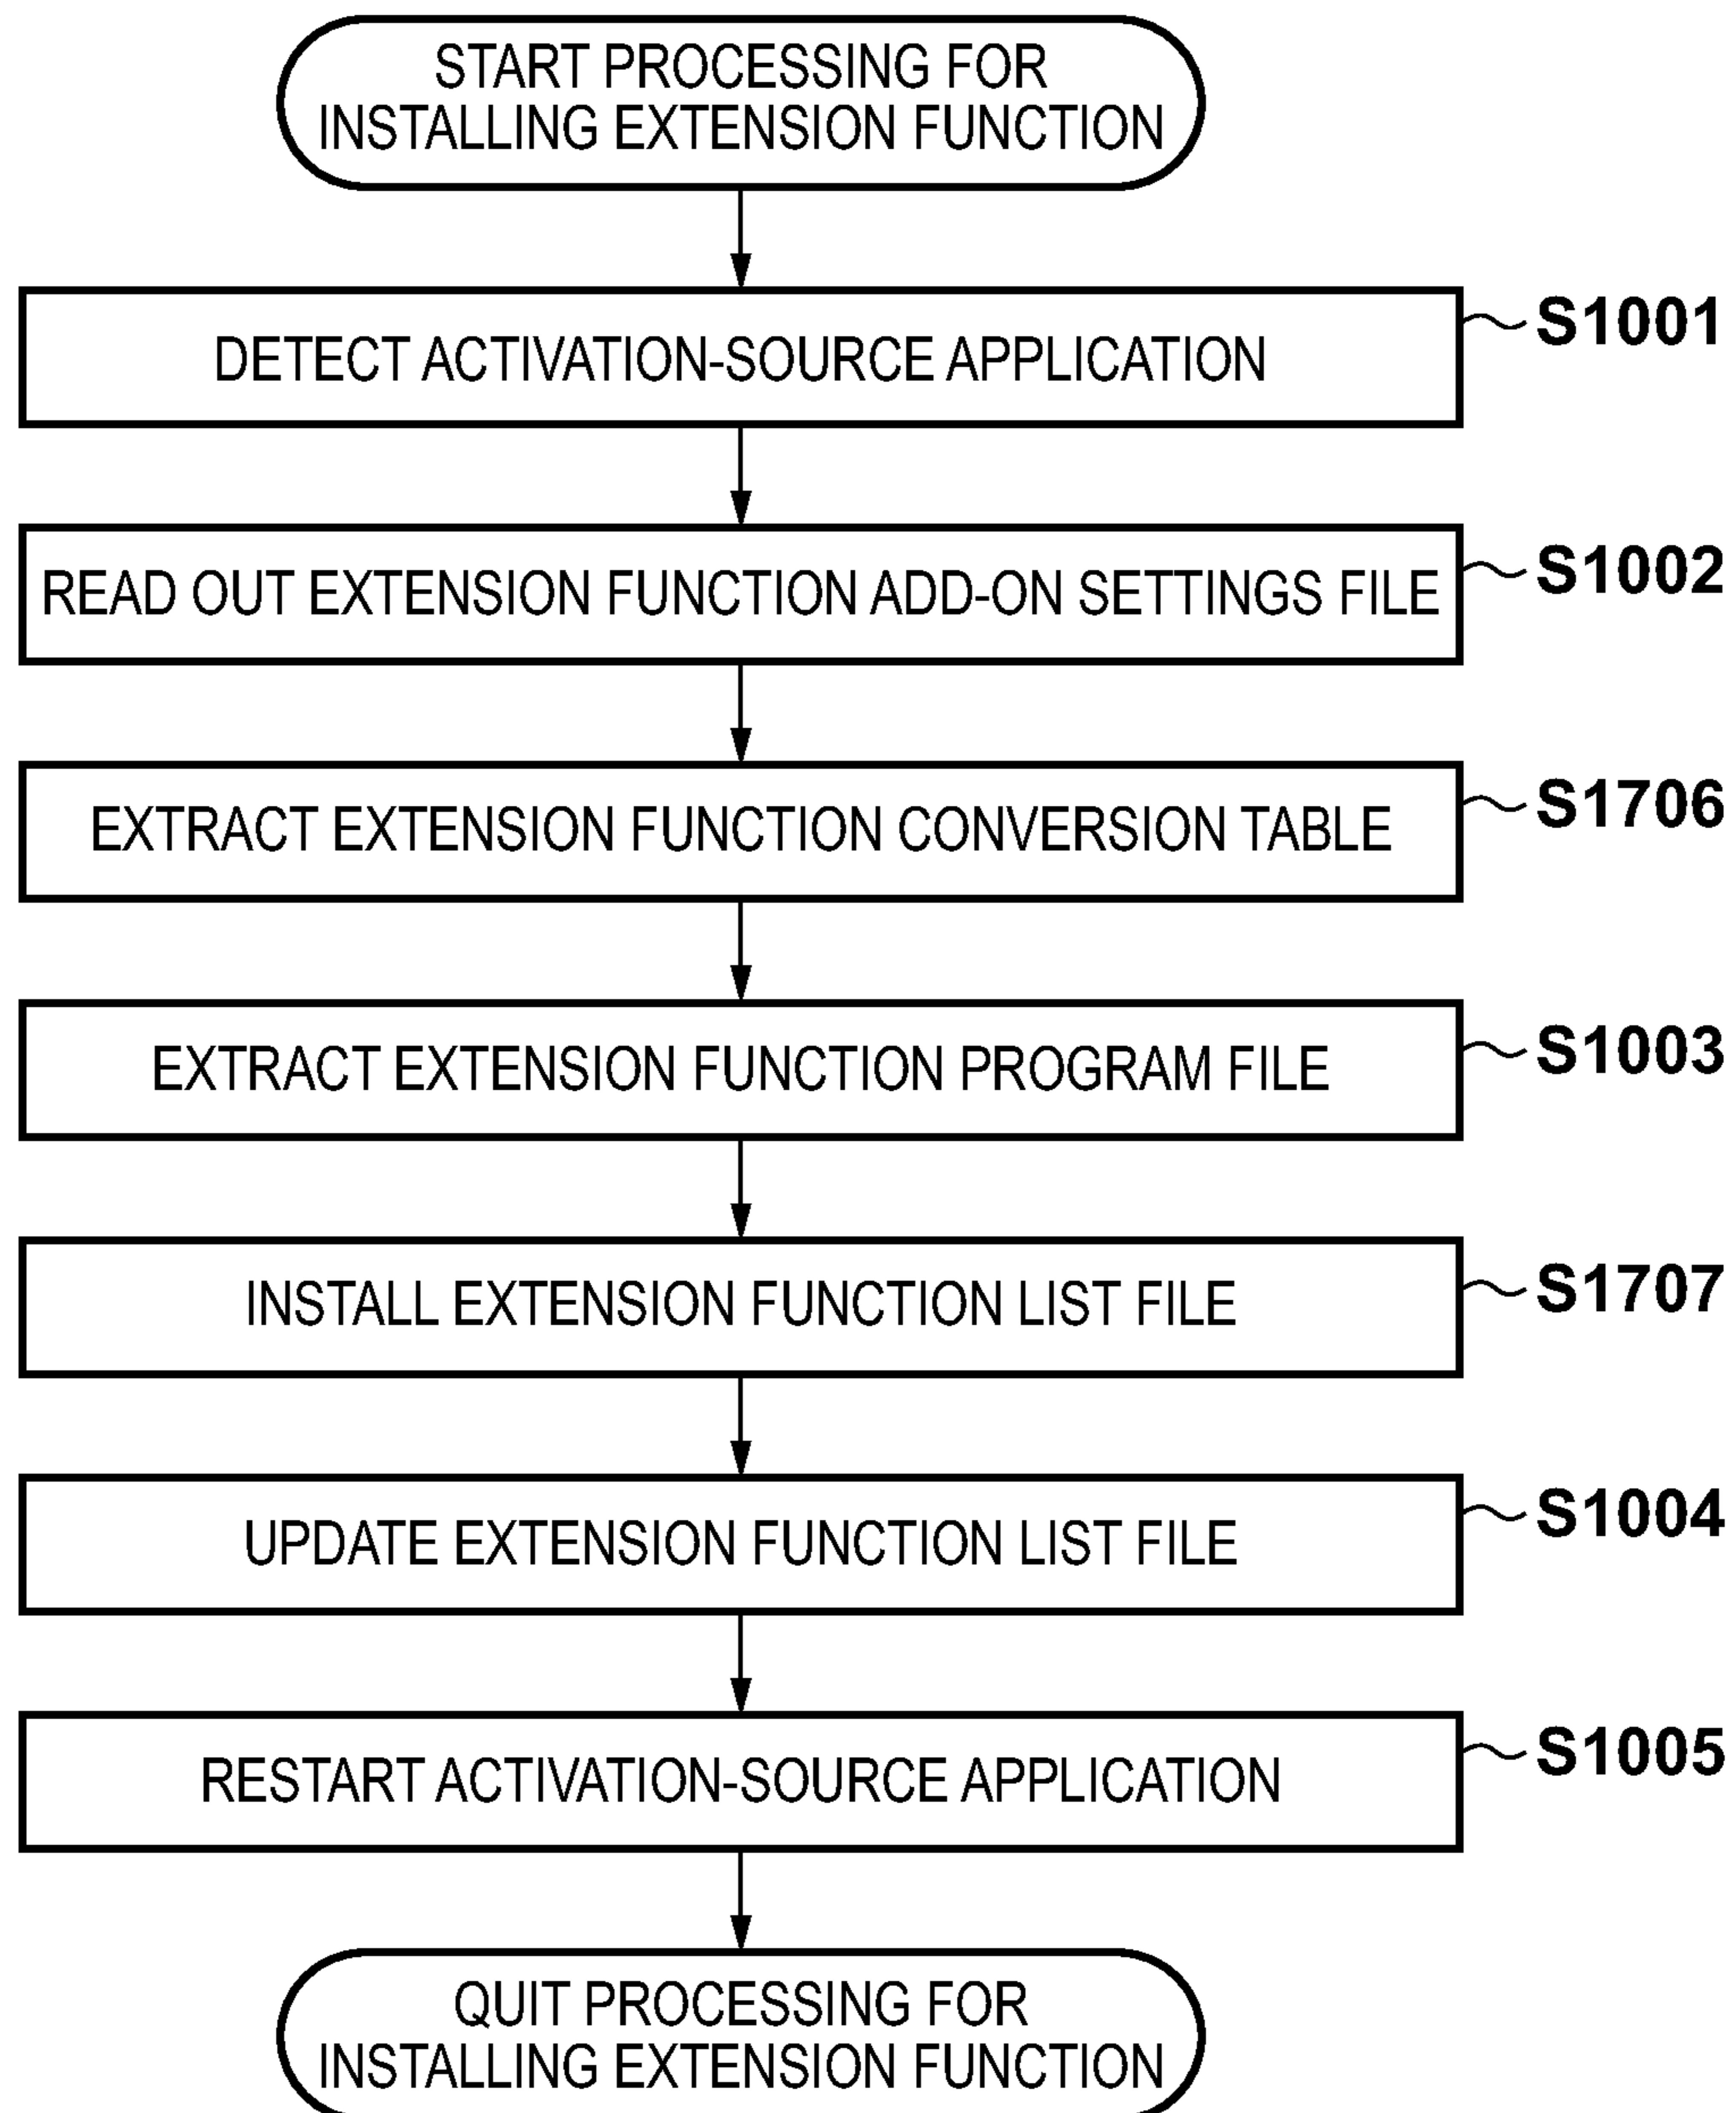 START PROCESSING FOR
INSTALLING EXTENSION FUNCTION
DETECT ACTIVATION-SOURCE APPLICATION
S1001
READ OUT EXTENSION FUNCTION ADD-ON SETTINGS FILE
S1002
EXTRACT EXTENSION FUNCTION CONVERSION TABLE
S1706
EXTRACT EXTENSION FUNCTION PROGRAM FILE
S1003
INSTALL EXTENSION FUNCTION LIST FILE
S1707
UPDATE EXTENSION FUNCTION LIST FILE
S1004
RESTART ACTIVATION-SOURCE APPLICATION
S1005
QUIT PROCESSING FOR
INSTALLING EXTENSION FUNCTION